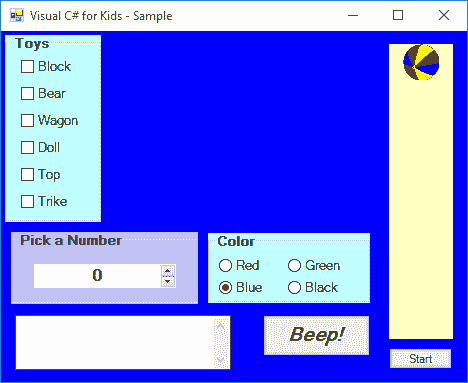 Visual C# for Kids - Sample
Toys
Block
Bear
Wagon
Doll
Top
Trike
Pick a Number
0
Color
Red Green
Blue Black
Beep!
Start